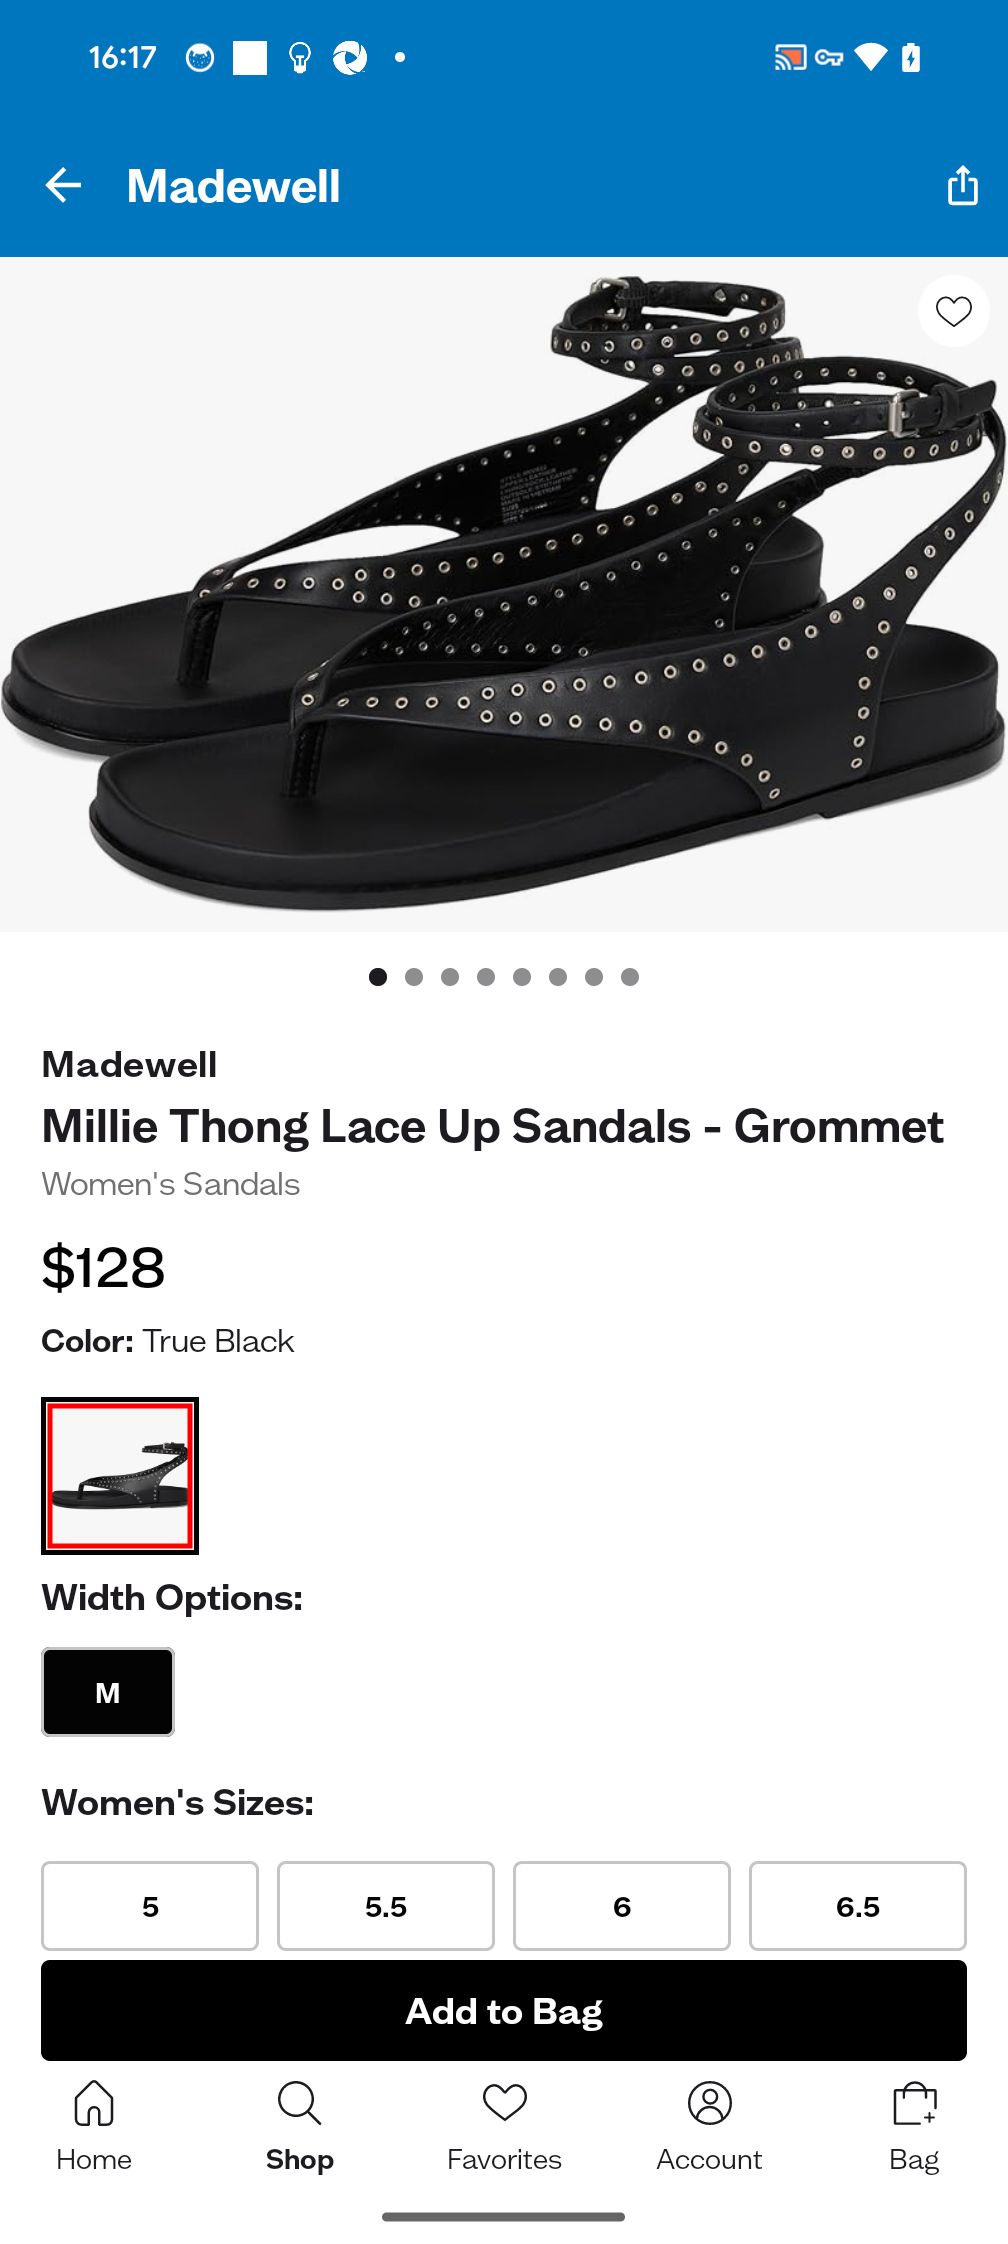 16:17
Madewell
Madewell
Millie Thong Lace Up Sandals - Grommet
Women's Sandals
$128
Color: True Black
Width Options:
M
Women's Sizes:
5 5.5 6 6.5
Add to Bag
Home Shop Favorites Account Bag